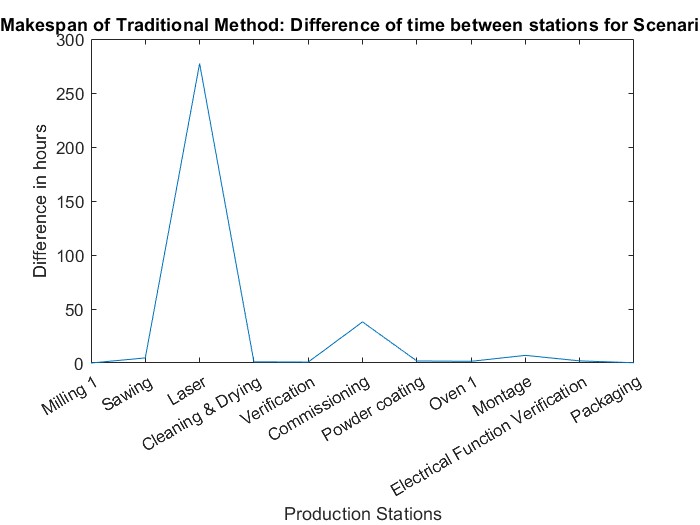 Makespan of Traditional Method: Difference of time between stations for Scenari
300
250
200
150
100
50
0
Difference in hours
Milling 1
Sawing
Laser
Cleaning & Drying
Verification
Commissioning
Powder coating
Oven 1
Montage
Electrical Function Verification
Packaging
Production Stations